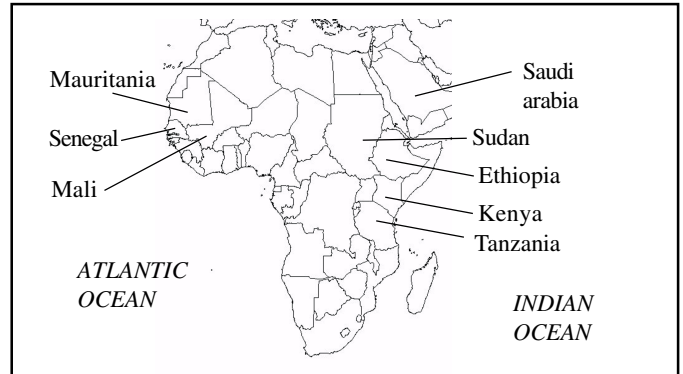 Mauritania
Senegal
Mali
Saudi
arabia
Sudan
Ethiopia
Kenya
Tanzania
ATLANTIC
OCEAN
INDIAN
OCEAN